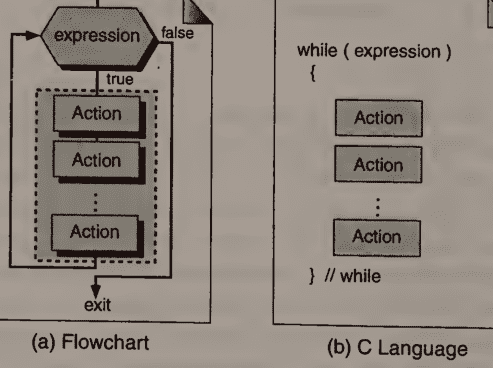 expression
false
true
Action
Action
Action
exit
(a) Flowchart
while ( expression )
{
Action
Action
Action
} // while
(b) C Language